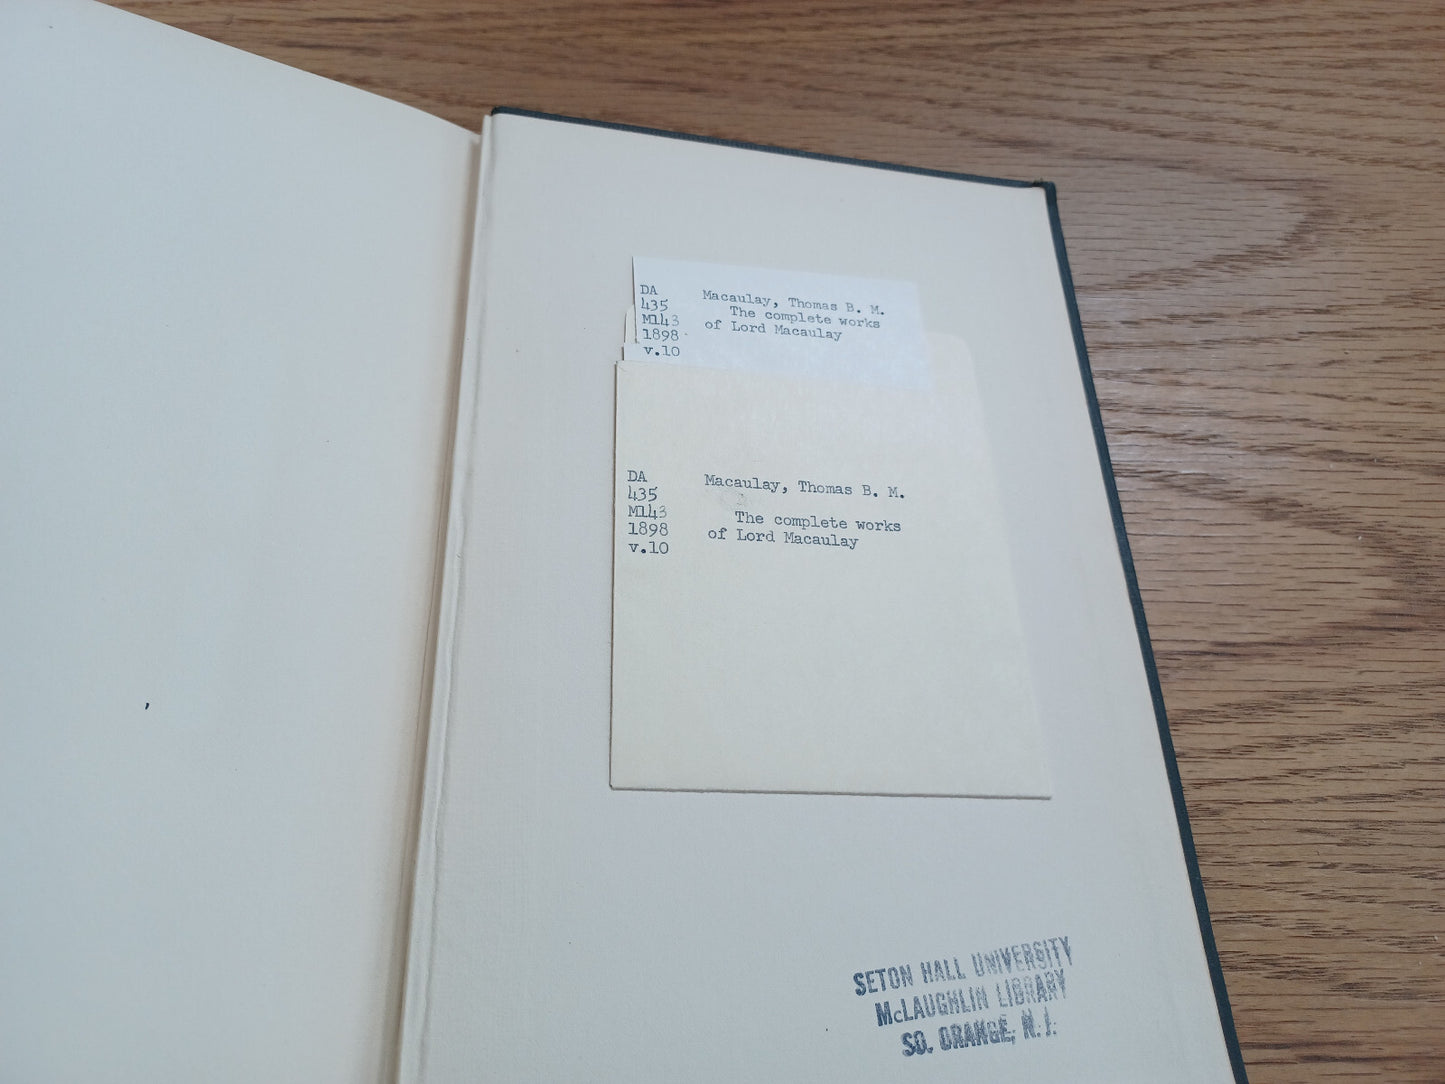 DA
435
M143
1898
v.10
Macaulay, Thomas B. M.
The complete works
of Lord Macaulay
DA
435
M143
1898
v.10
Macaulay, Thomas B. M.
The complete works
of Lord Macaulay
SETON HALL UNIVERSITY
McLAUGHLIN LIBRARY
SO. ORANGE, N. J.